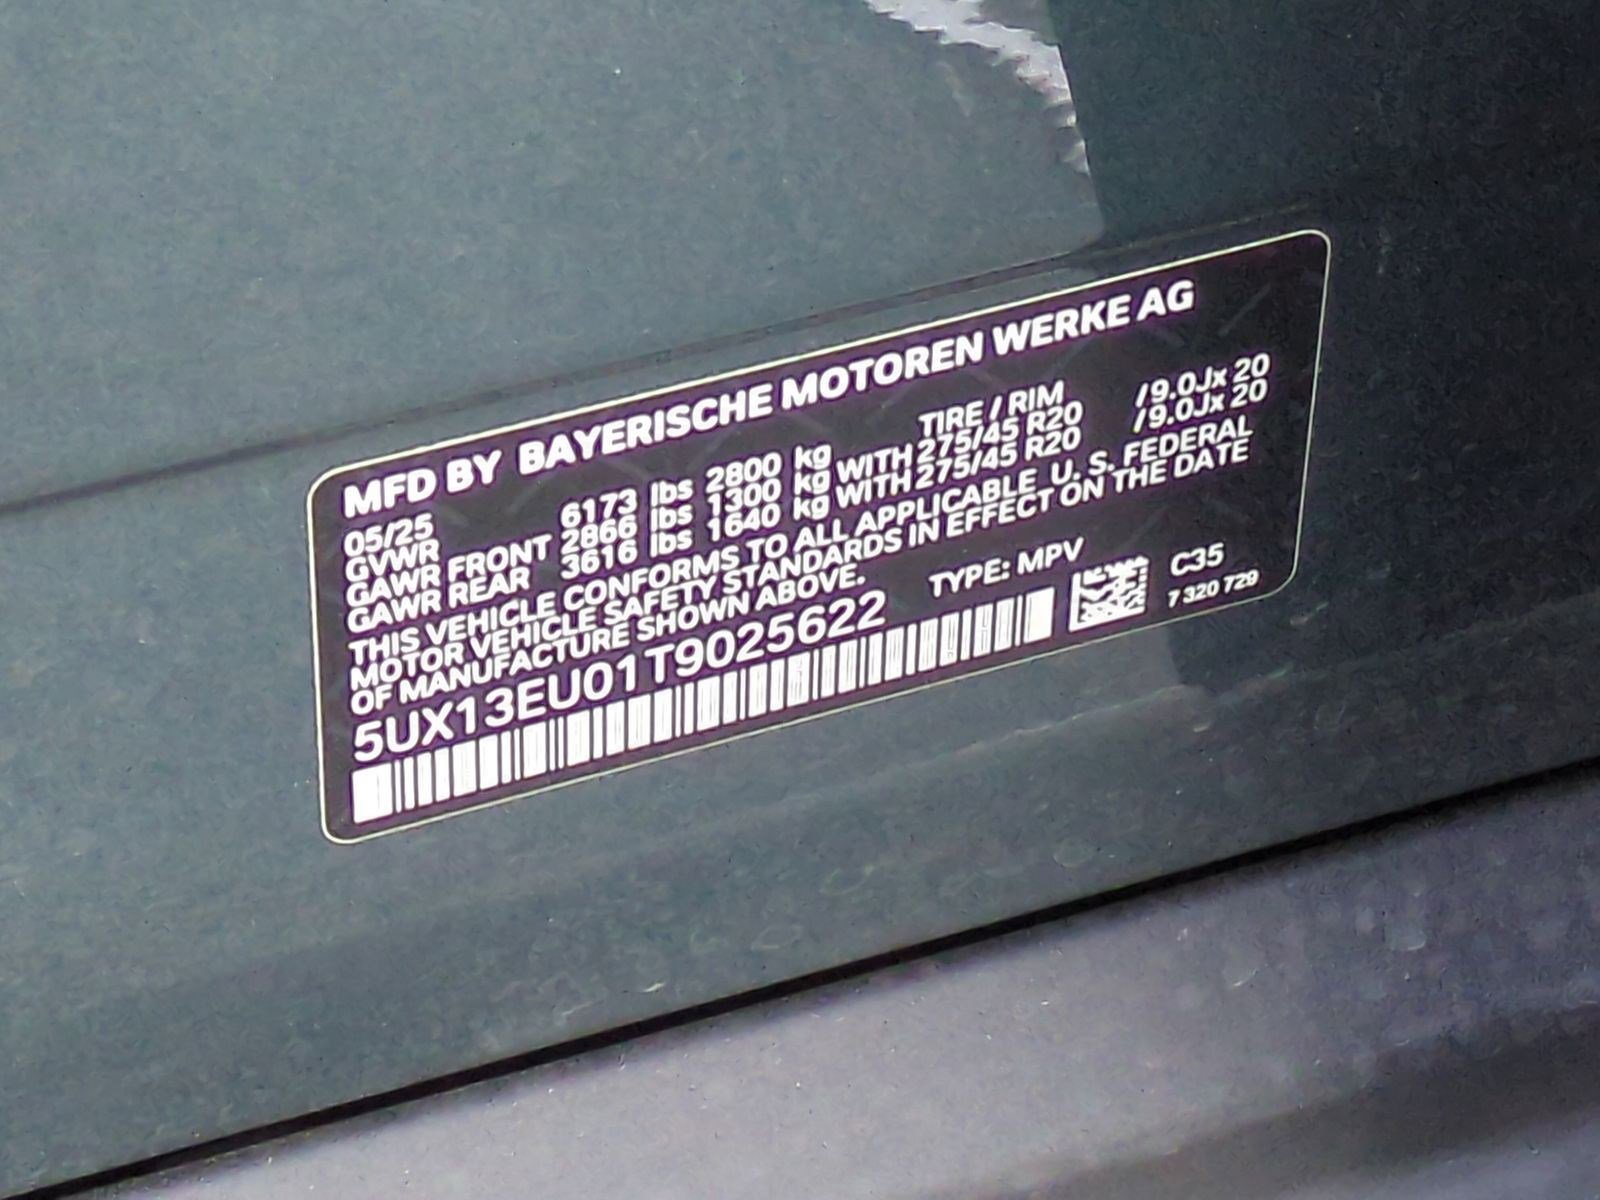 MFD BY BAYERISCHE MOTOREN WERKE AG
05/25 TIRE / RIM
GVWR 6173 lbs 2800 kg
GAWR FRONT 2866 lbs 1300 kg WITH 275/45 R20 /9.0Jx 20
GAWR REAR 3616 lbs 1640 kg WITH 275/45 R20 /9.0Jx 20
THIS VEHICLE CONFORMS TO ALL APPLICABLE U. S. FEDERAL
MOTOR VEHICLE SAFETY STANDARDS IN EFFECT ON THE DATE
OF MANUFACTURE SHOWN ABOVE.
5UX13EU01T9025622 TYPE: MPV C35
7 320 729